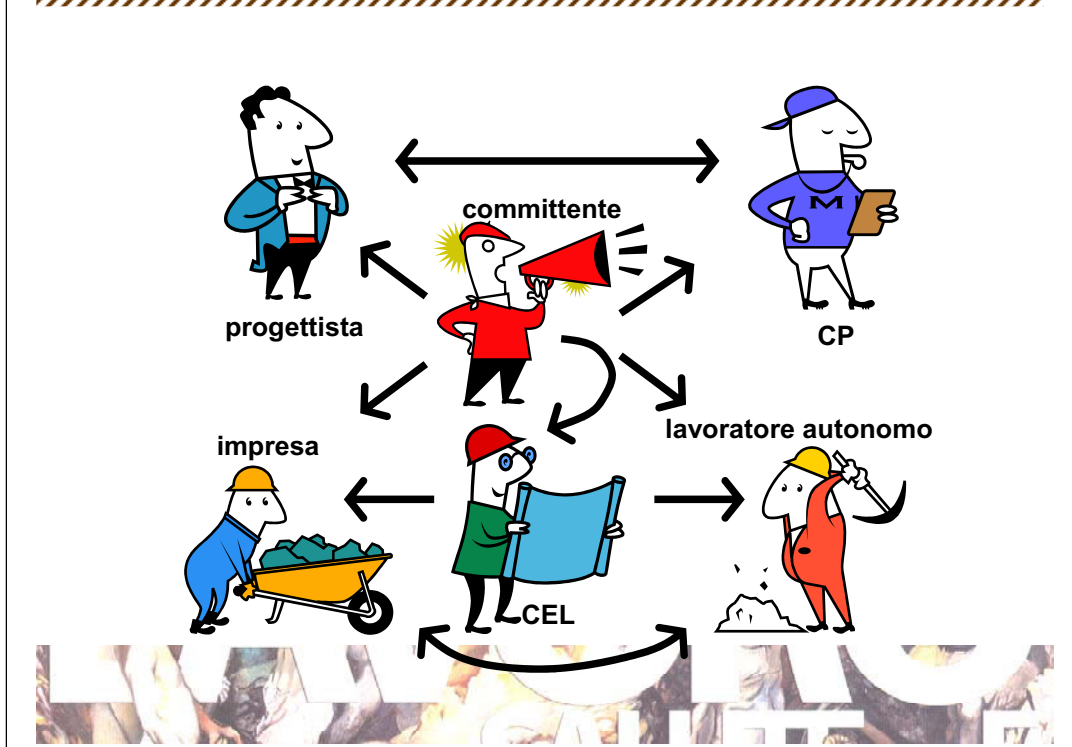 committente
progettista
M
CP
impresa
lavoratore autonomo
CEL